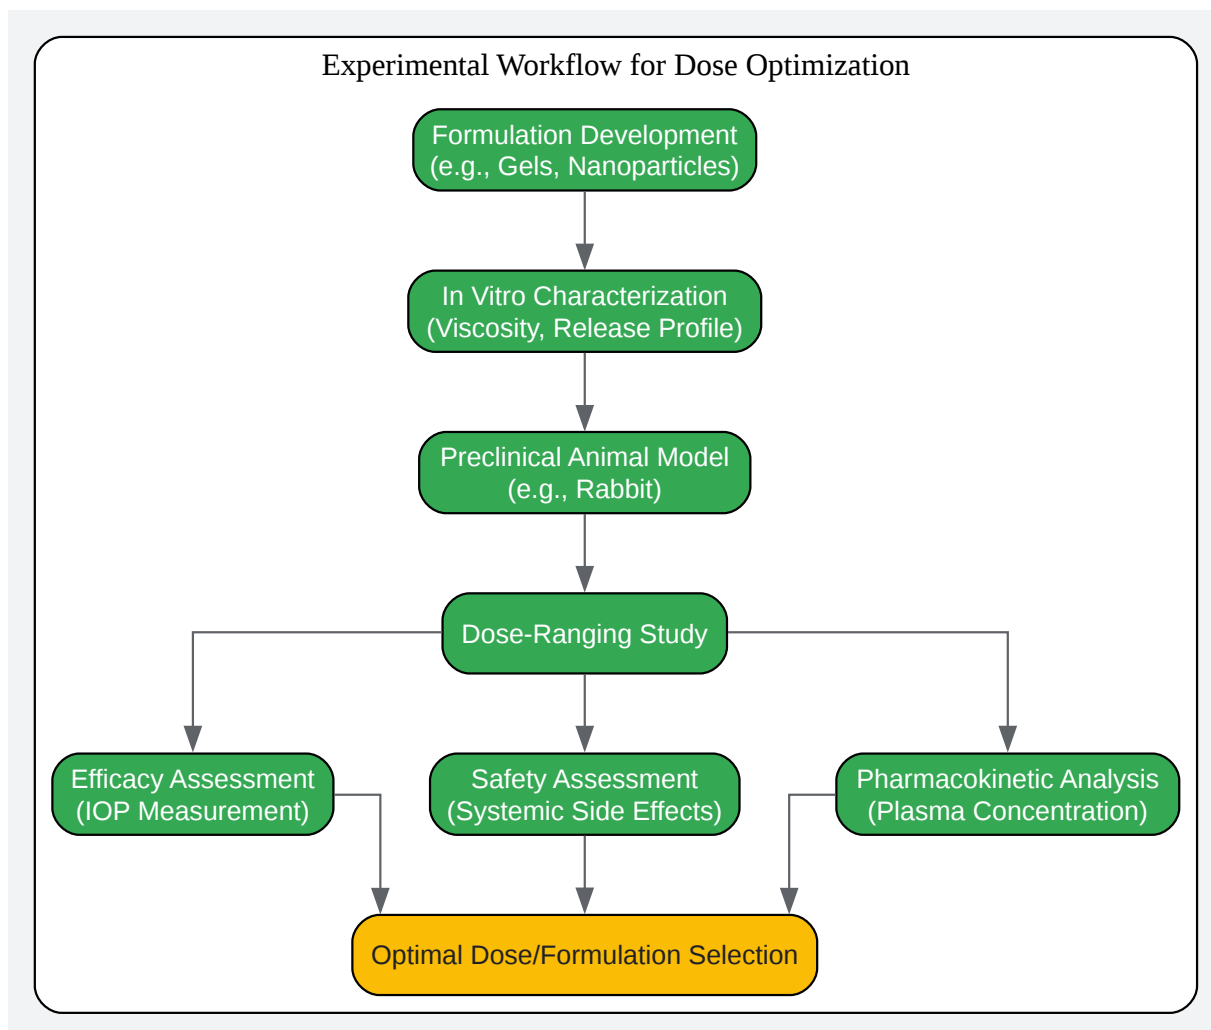 Experimental Workflow for Dose Optimization
Formulation Development
(e.g., Gels, Nanoparticles)
In Vitro Characterization
(Viscosity, Release Profile)
Preclinical Animal Model
(e.g., Rabbit)
Dose-Ranging Study
Efficacy Assessment
(IOP Measurement)
Safety Assessment
(Systemic Side Effects)
Pharmacokinetic Analysis
(Plasma Concentration)
Optimal Dose/Formulation Selection